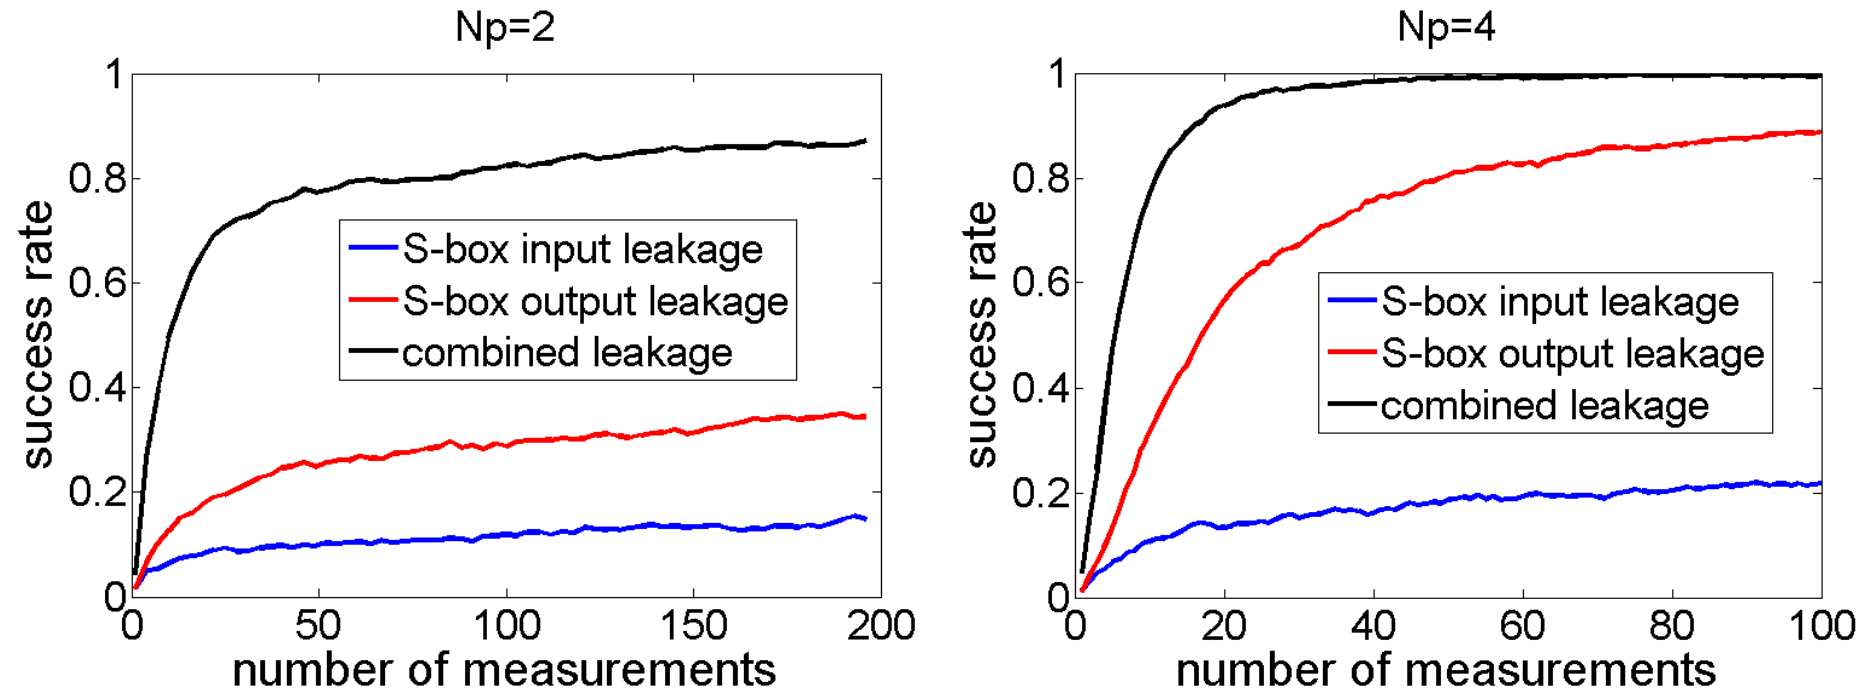 Np=2
1
0.8
0.6
0.4
0.2
0
success rate
S-box input leakage
S-box output leakage
combined leakage
0 50 100 150 200
number of measurements
Np=4
1
0.8
0.6
0.4
0.2
0
success rate
S-box input leakage
S-box output leakage
combined leakage
0 20 40 60 80 100
number of measurements